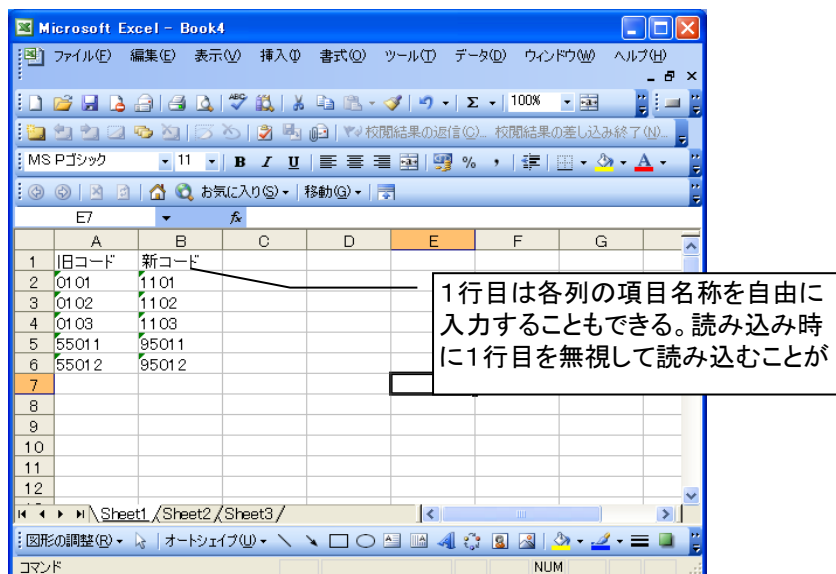 Microsoft Excel - Book4
ファイル(F) 編集(E) 表示(V) 挿入(I) 書式(O) ツール(T) データ(D) ウィンドウ(W) ヘルプ(H)
100%
校閲結果の返信(C)... 校閲結果の差し込み終了(N)...
MS Pゴシック 11 B I U % ,
お気に入り(S) 移動(G)
E7 fx
A B C D E F G
1 旧コード 新コード
2 0101 1101
3 0102 1102
4 0103 1103
5 55011 95011
6 55012 95012
7
8
9
10
11
12
1行目は各列の項目名称を自由に
入力することもできる。読み込み時
に1行目を無視して読み込むことが
Sheet1 Sheet2 Sheet3
図形の調整(R) オートシェイプ(U)
コマンド NUM